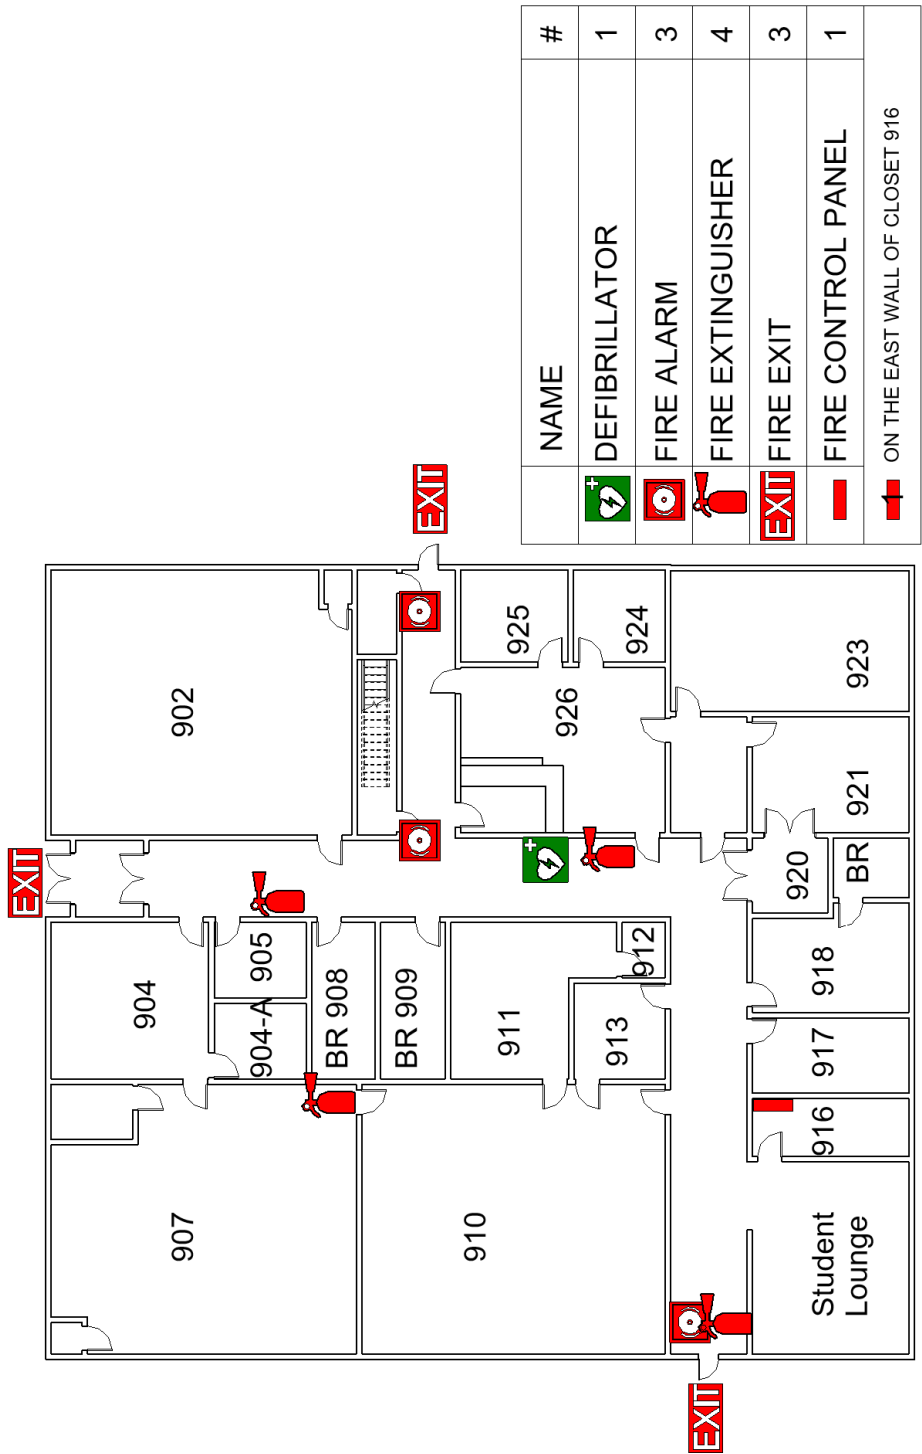 EXIT
904
907
902
904-A
905
BR 908
BR 909
EXIT
910
911
925
926
913
912
924
EXIT
920
Student
Lounge
916
917
918
BR
921
923
NAME #
DEFIBRILLATOR 1
FIRE ALARM 3
FIRE EXTINGUISHER 4
EXIT FIRE EXIT 3
FIRE CONTROL PANEL 1
1 ON THE EAST WALL OF CLOSET 916